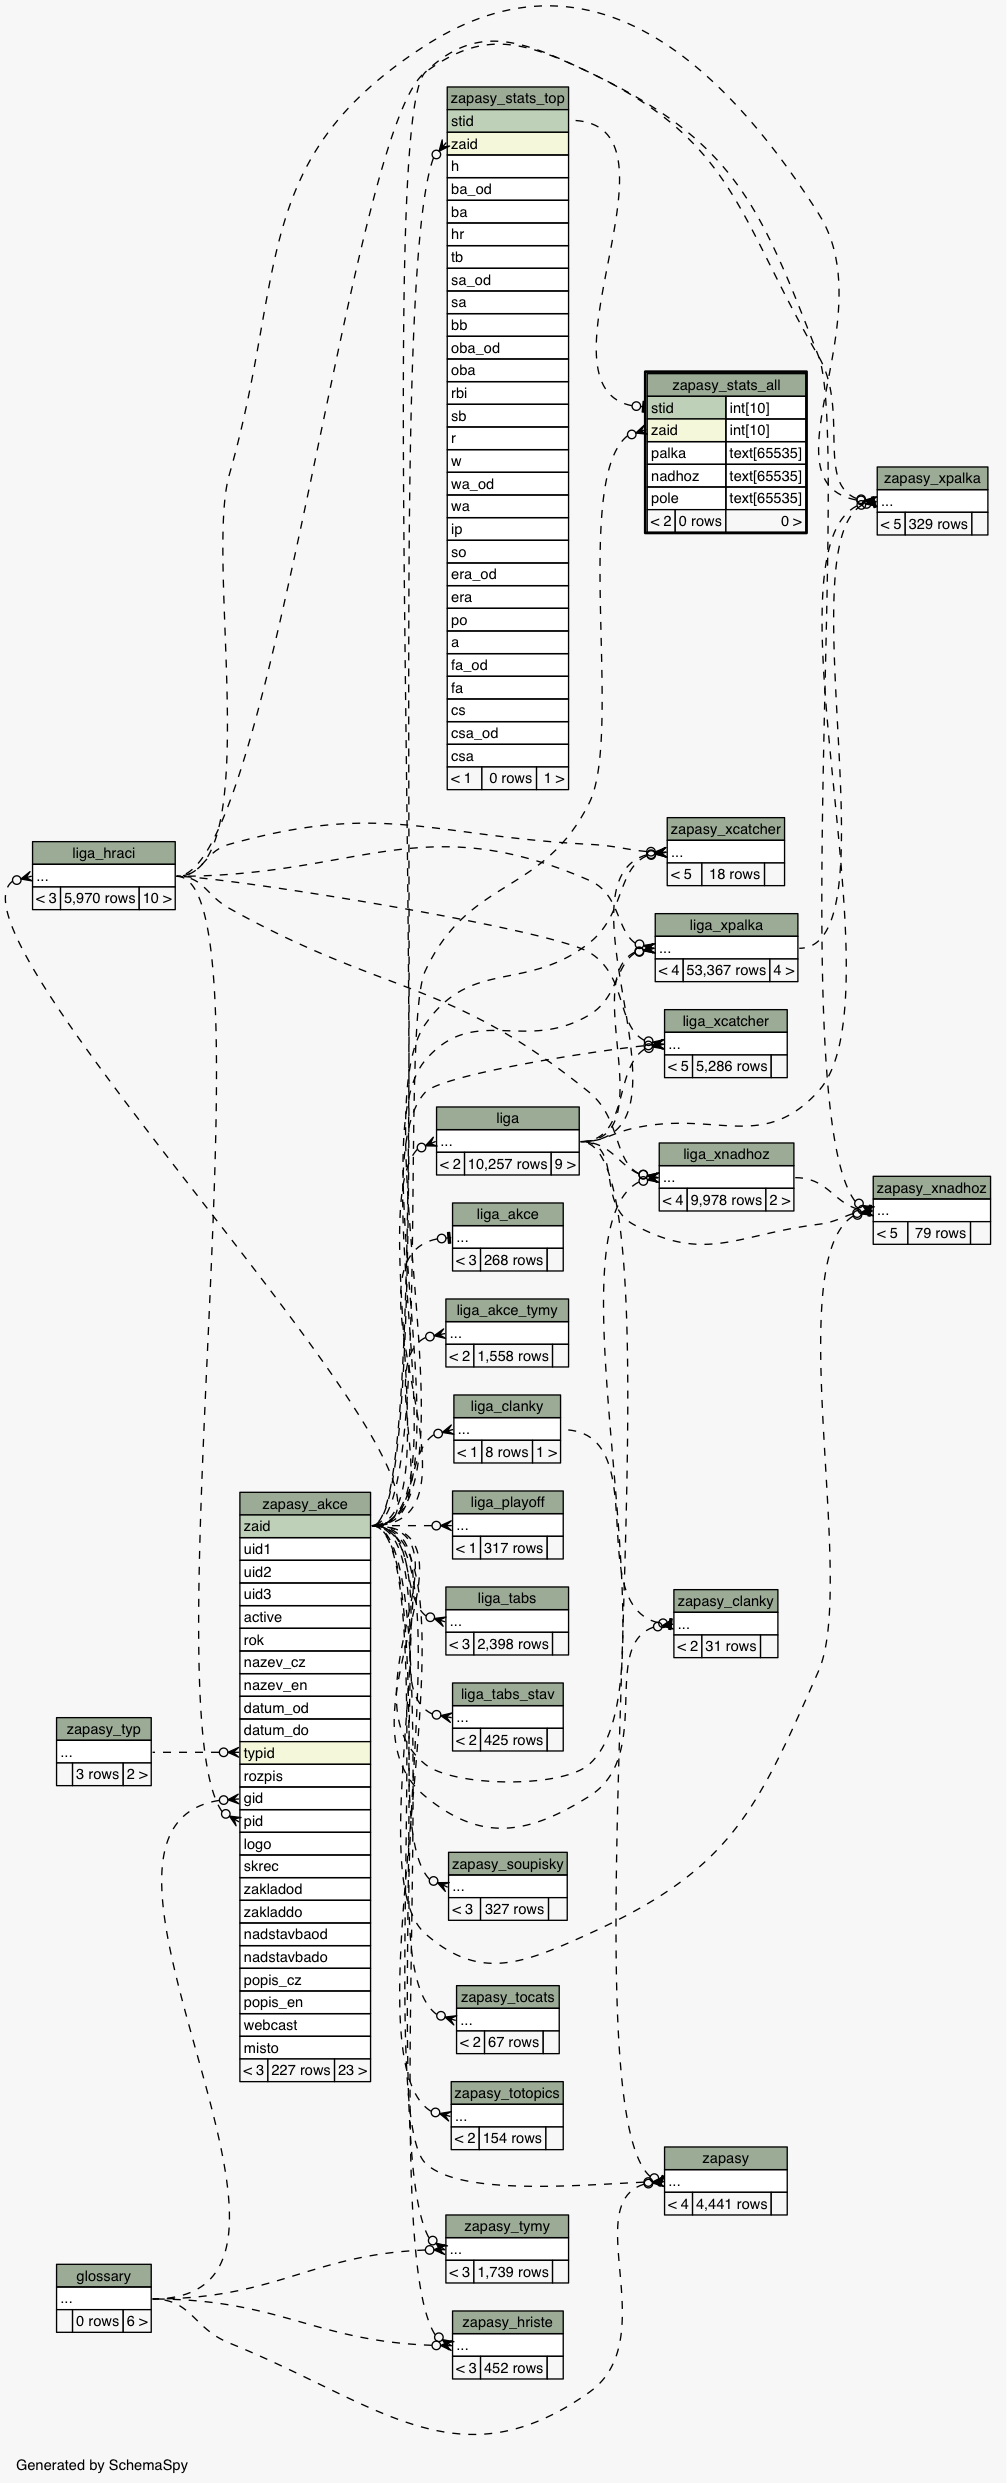 zapasy_stats_top
stid
zaid
h
ba_od
ba
hr
tb
sa_od
sa
bb
oba_od
oba
rbi
sb
r
w
wa_od
wa
ip
so
era_od
era
po
a
fa_od
fa
cs
csa_od
csa
< 1 0 rows 1 >
zapasy_stats_all
stid int[10]
zaid int[10]
palka text[65535]
nadhoz text[65535]
pole text[65535]
< 2 0 rows 0 >
zapasy_xpalka
...
< 5 329 rows
liga_hraci
...
< 3 5,970 rows 10 >
zapasy_xcatcher
...
< 5 18 rows
liga_xpalka
...
< 4 53,367 rows 4 >
liga_xcatcher
...
< 5 5,286 rows
liga
...
< 2 10,257 rows 9 >
liga_xnadhoz
...
< 4 9,978 rows 2 >
zapasy_xnadhoz
...
< 5 79 rows
liga_akce
...
< 3 268 rows
liga_akce_tymy
...
< 2 1,558 rows
liga_clanky
...
< 1 8 rows 1 >
liga_playoff
...
< 1 317 rows
zapasy_akce
zaid
uid1
uid2
uid3
active
rok
nazev_cz
nazev_en
datum_od
datum_do
typid
rozpis
gid
pid
logo
skrec
zakladod
zakladdo
nadstavbaod
nadstavbado
popis_cz
popis_en
webcast
misto
< 3 227 rows 23 >
liga_tabs
...
< 3 2,398 rows
zapasy_clanky
...
< 2 31 rows
liga_tabs_stav
...
< 2 425 rows
zapasy_typ
...
3 rows 2 >
zapasy_soupisky
...
< 3 327 rows
zapasy_tocats
...
< 2 67 rows
zapasy_totopics
...
< 2 154 rows
zapasy
...
< 4 4,441 rows
zapasy_tymy
...
< 3 1,739 rows
glossary
...
0 rows 6 >
zapasy_hriste
...
< 3 452 rows
Generated by SchemaSpy